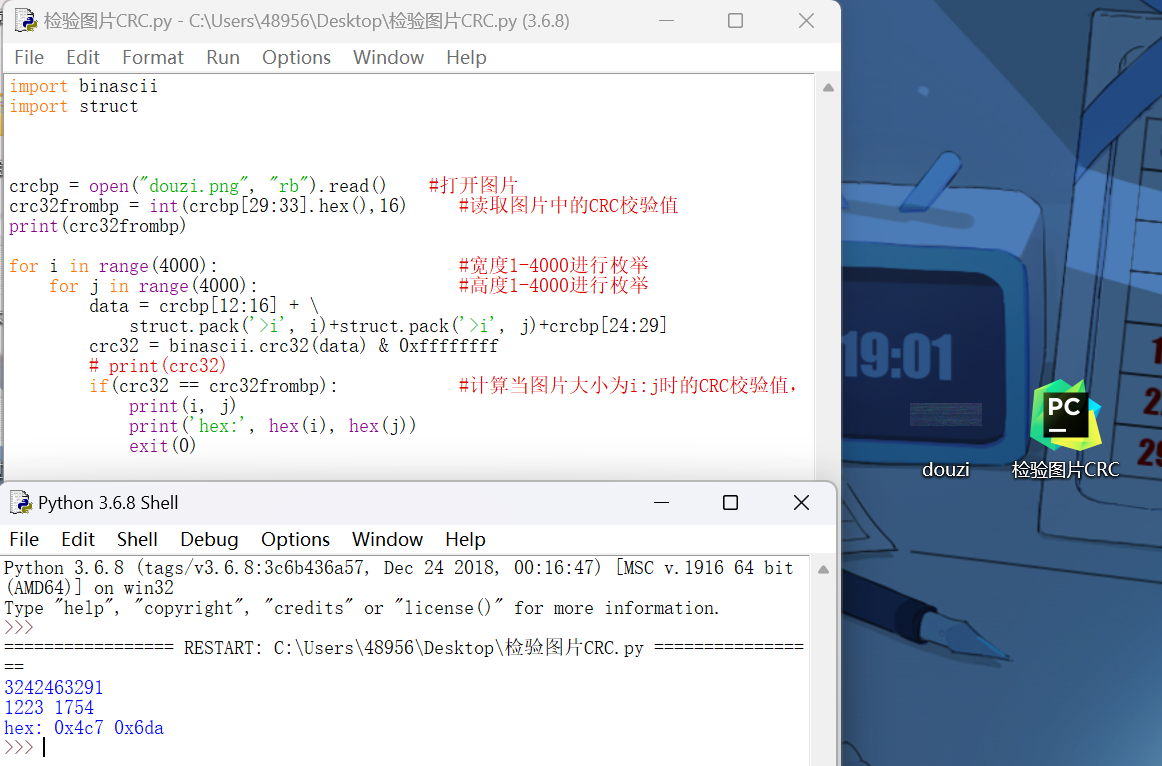 检验图片CRC.py - C:\Users\48956\Desktop\检验图片CRC.py (3.6.8)
File Edit Format Run Options Window Help
import binascii
import struct
crcbp = open("douzi.png", "rb").read() #打开图片
crc32frombp = int(crcbp[29:33].hex(),16) #读取图片中的CRC校验值
print(crc32frombp)
for i in range(4000): #宽度1-4000进行枚举
for j in range(4000): #高度1-4000进行枚举
data = crcbp[12:16] + \
struct.pack('>i', i)+struct.pack('>i', j)+crcbp[24:29]
crc32 = binascii.crc32(data) & 0xffffffff
# print(crc32)
if(crc32 == crc32frombp): #计算当图片大小为i:j时的CRC校验值，
print(i, j)
print('hex:', hex(i), hex(j))
exit(0)
Python 3.6.8 Shell
File Edit Shell Debug Options Window Help
Python 3.6.8 (tags/v3.6.8:3c6b436a57, Dec 24 2018, 00:16:47) [MSC v.1916 64 bit
(AMD64)] on win32
Type "help", "copyright", "credits" or "license()" for more information.
>>>
================= RESTART: C:\Users\48956\Desktop\检验图片CRC.py ===============
==
3242463291
1223 1754
hex: 0x4c7 0x6da
>>>
19:01
PC
douzi
检验图片CRC